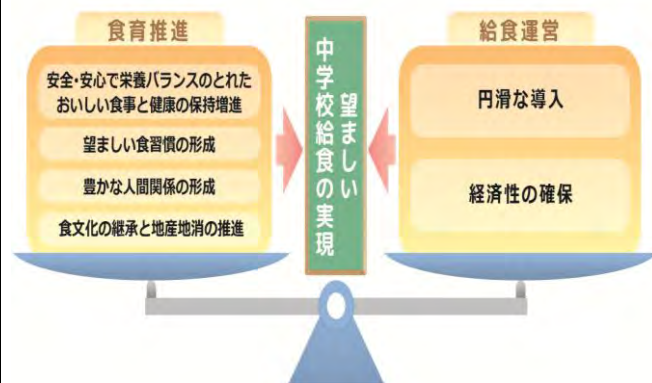 食育推進
安全・安心で栄養バランスのとれた
おいしい食事と健康の保持増進
望ましい食習慣の形成
豊かな人間関係の形成
食文化の継承と地産地消の推進
望ましい
中学校給食の実現
給食運営
円滑な導入
経済性の確保